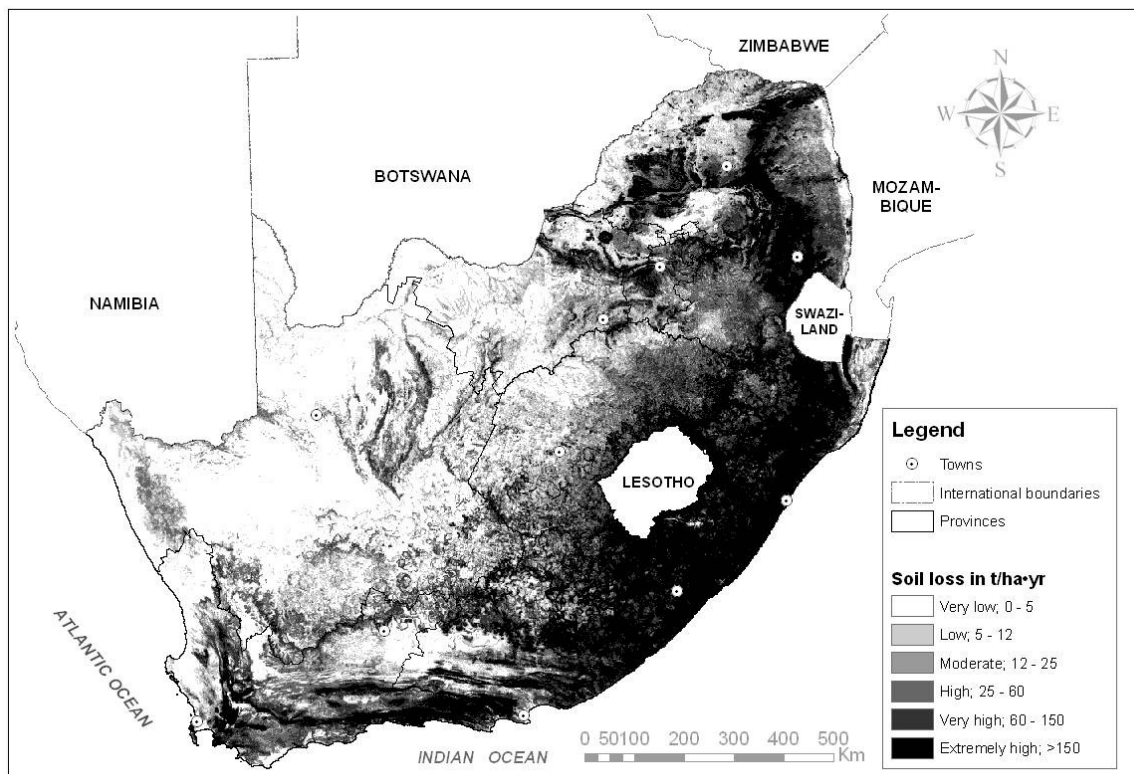 ZIMBABWE
N
W
E
S
BOTSWANA
MOZAM-
BIQUE
NAMIBIA
SWAZI-
LAND
LESOTHO
ATLANTIC OCEAN
INDIAN OCEAN
0 50 100 200 300 400 500
Km
Legend
Towns
International boundaries
Provinces
Soil loss in t/ha•yr
Very low; 0 - 5
Low; 5 - 12
Moderate; 12 - 25
High; 25 - 60
Very high; 60 - 150
Extremely high; >150